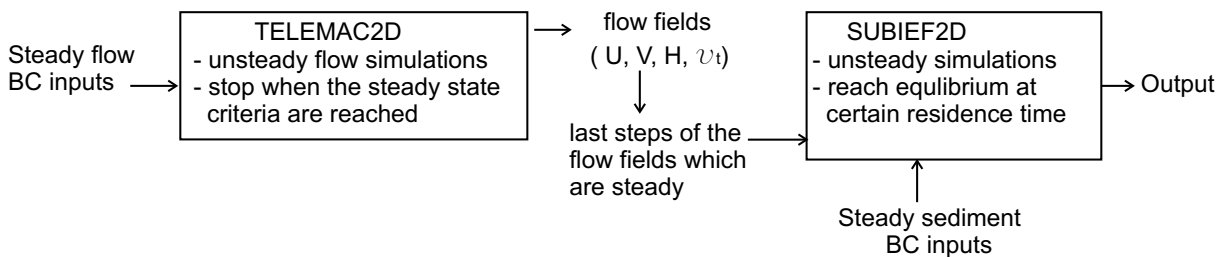 Steady flow
BC inputs
TELEMAC2D
- unsteady flow simulations
- stop when the steady state
criteria are reached
flow fields
( U, V, H, υt)
last steps of the
flow fields which
are steady
SUBIEF2D
- unsteady simulations
- reach equlibrium at
certain residence time
Output
Steady sediment
BC inputs